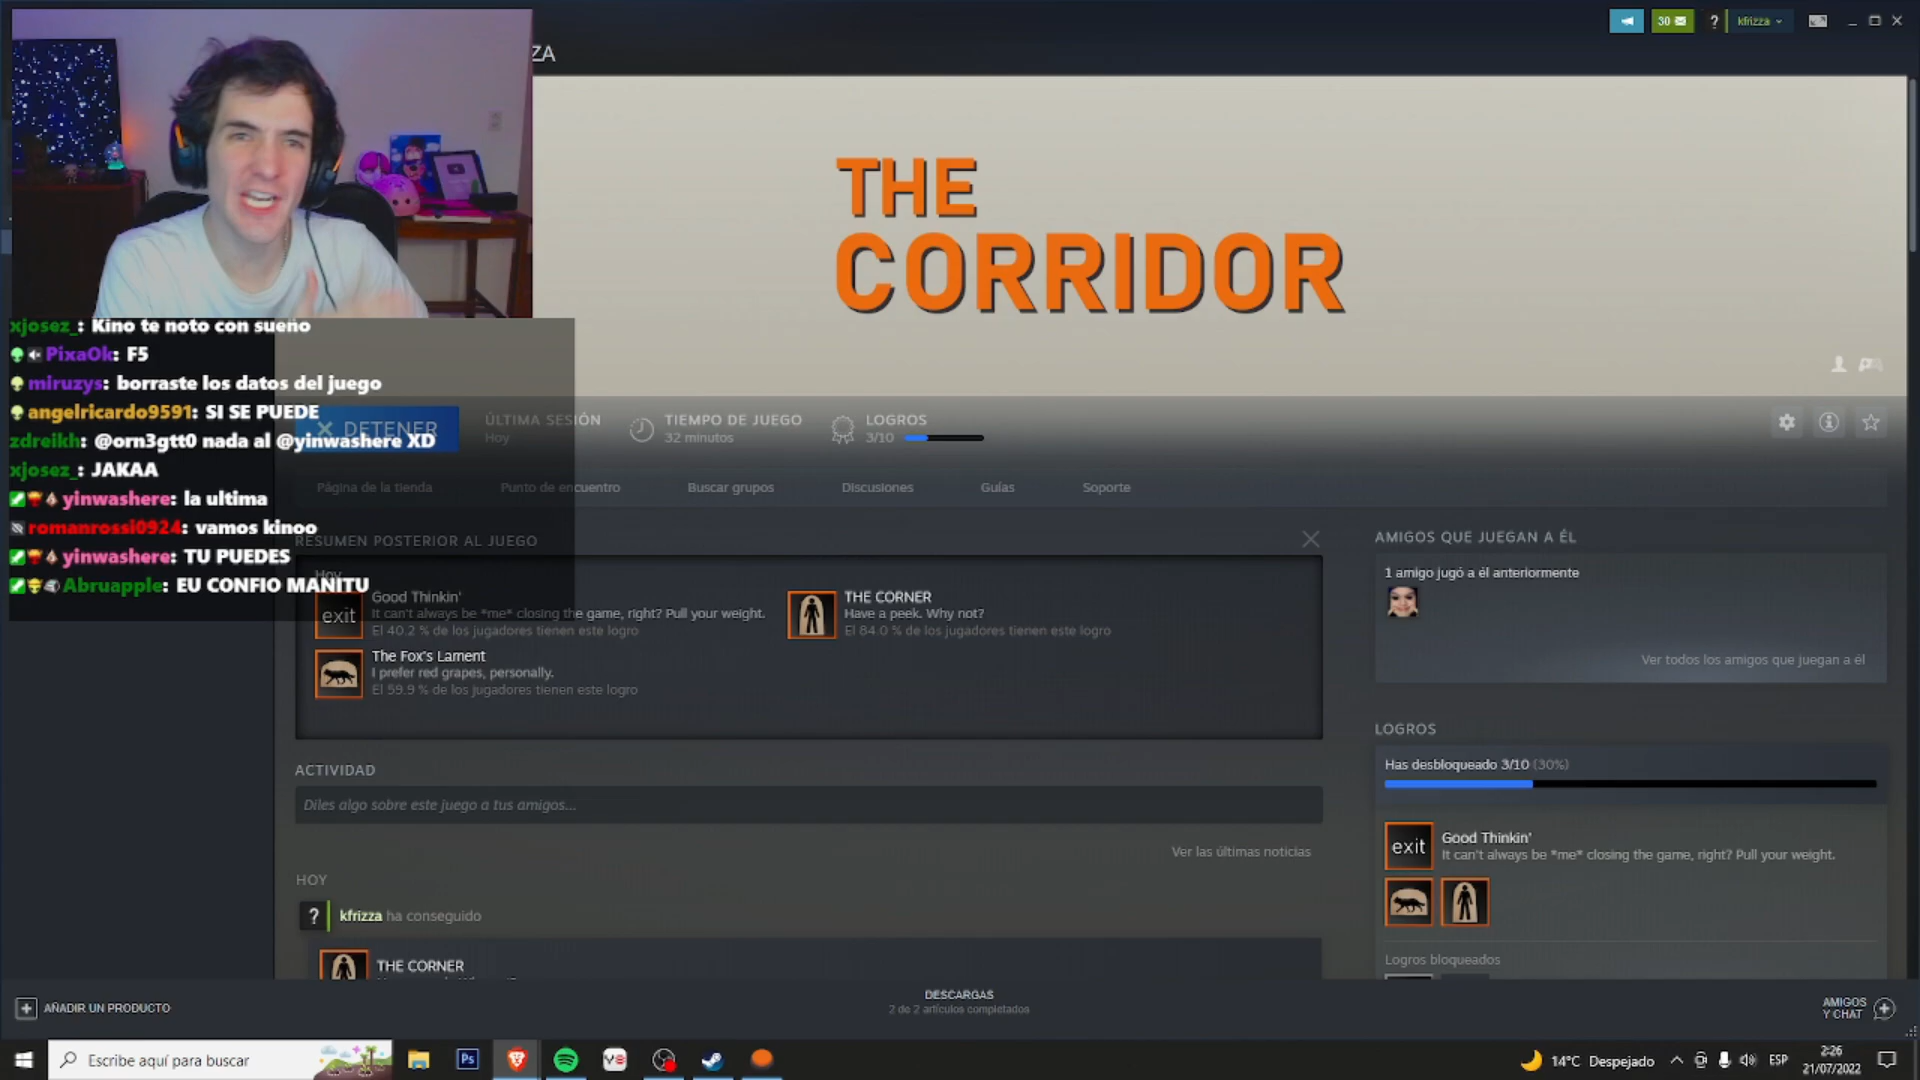 30
?
kfrizza
ZA
THE
CORRIDOR
xjosez_: Kino te noto con sueño
PixaOk: F5
miruzys: borraste los datos del juego
angelricardo9591: SI SE PUEDE
zdreikh: @orn3gtt0 nada al @yinwashere XD
xjosez_: JAKAA
yinwashere: la ultima
romanrossi0924: vamos kinoo
yinwashere: TU PUEDES
Abruapple: EU CONFIO MANITU
DETENER
ÚLTIMA SESIÓN
Hoy
TIEMPO DE JUEGO
32 minutos
LOGROS
3/10
Página de la tienda
Punto de encuentro
Buscar grupos
Discusiones
Guías
Soporte
RESUMEN POSTERIOR AL JUEGO
Hoy
exit
Good Thinkin'
It can't always be *me* closing the game, right? Pull your weight.
El 40.2 % de los jugadores tienen este logro
THE CORNER
Have a peek. Why not?
El 84.0 % de los jugadores tienen este logro
The Fox's Lament
I prefer red grapes, personally.
El 59.9 % de los jugadores tienen este logro
AMIGOS QUE JUEGAN A ÉL
1 amigo jugó a él anteriormente
Ver todos los amigos que juegan a él
LOGROS
Has desbloqueado 3/10 (30%)
exit
Good Thinkin'
It can't always be *me* closing the game, right? Pull your weight.
Logros bloqueados
ACTIVIDAD
Diles algo sobre este juego a tus amigos...
Ver las últimas noticias
HOY
?
kfrizza ha conseguido
THE CORNER
AÑADIR UN PRODUCTO
DESCARGAS
2 de 2 artículos completados
AMIGOS
Y CHAT
Escribe aquí para buscar
Ps
14°C Despejado
ESP
2:26
21/07/2022